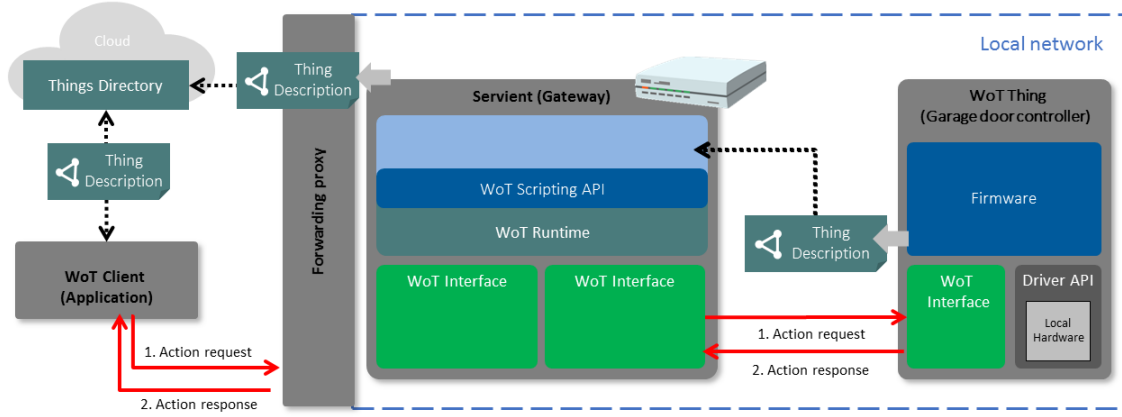 Cloud
Things Directory
Thing
Description
Thing
Description
WoT Client
(Application)
1. Action request
2. Action response
Forwarding proxy
Thing
Description
Local network
Servient (Gateway)
WoT Scripting API
WoT Runtime
WoT Interface
WoT Interface
Thing
Description
1. Action request
2. Action response
WoT Thing
(Garage door controller)
Firmware
WoT
Interface
Driver API
Local
Hardware